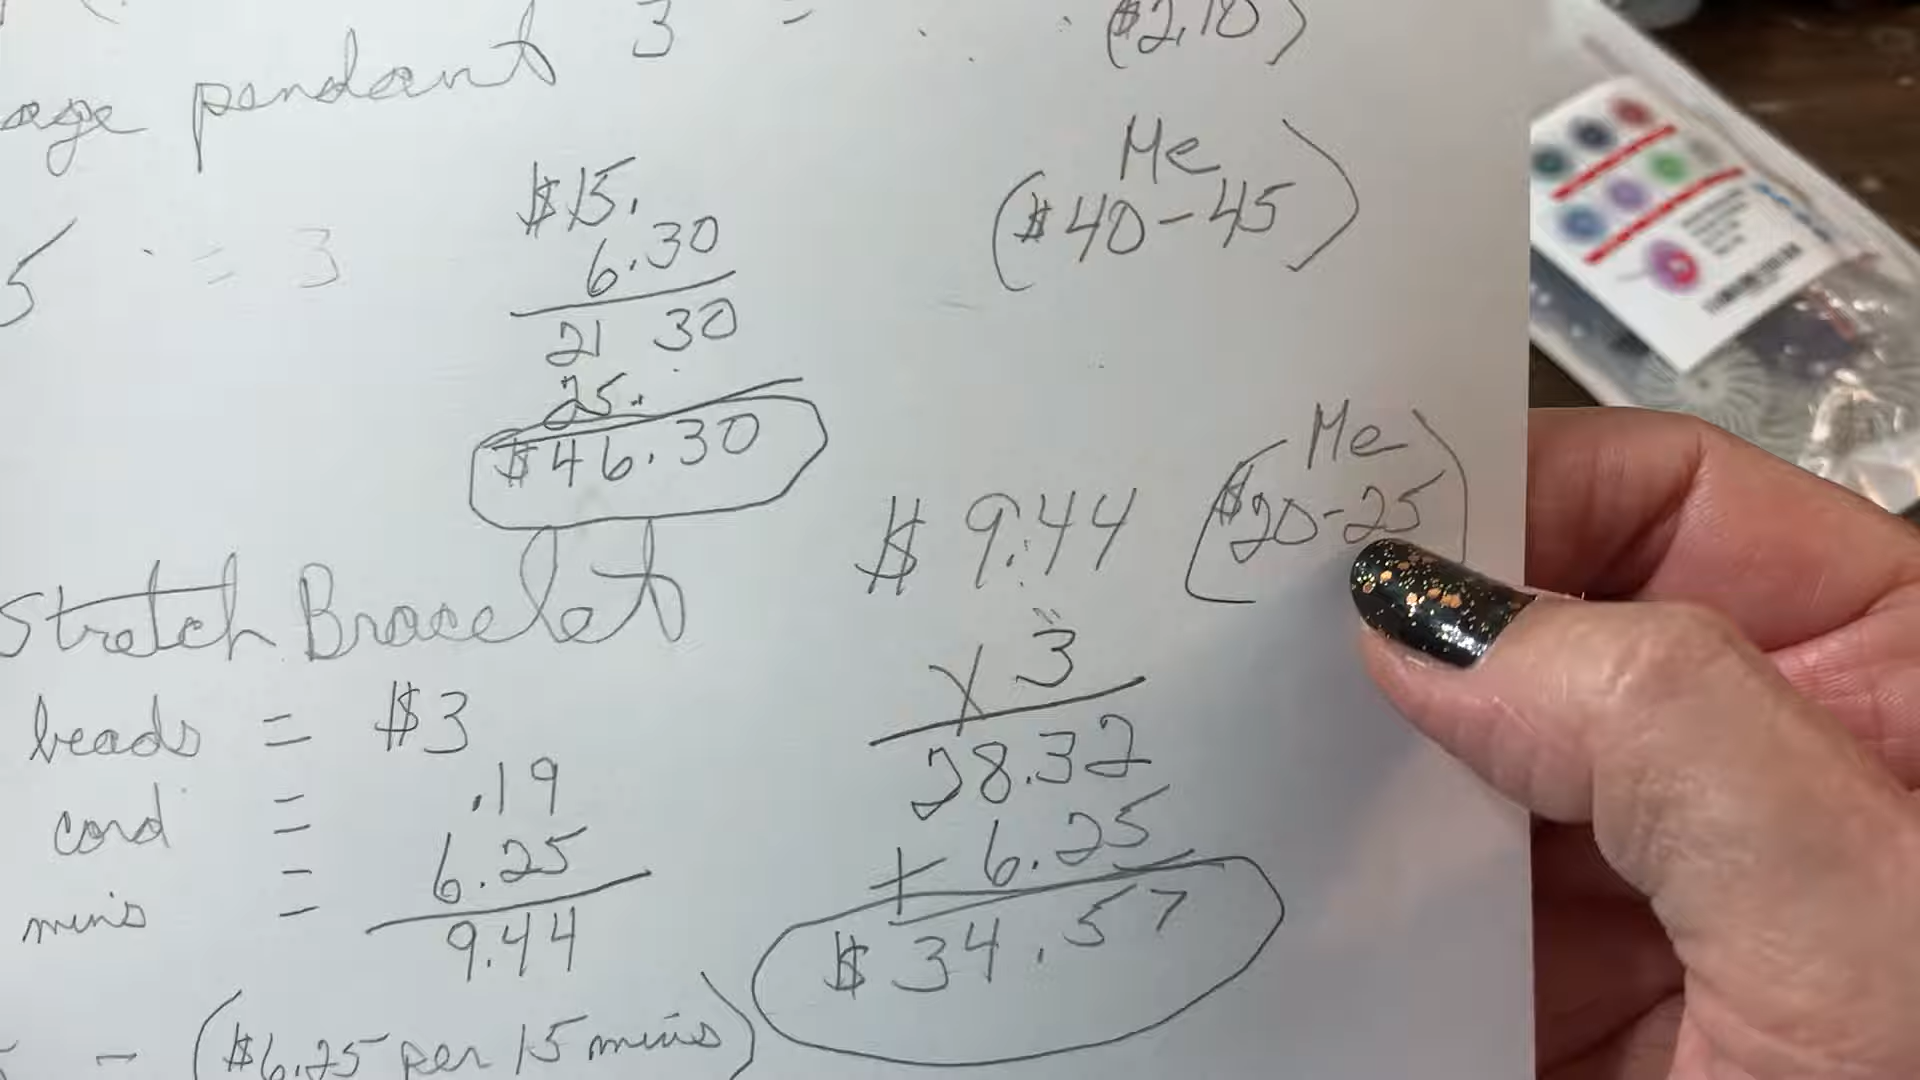 ($2.10)
age pendant 3 =
Me
($40-45)
$15.
6.30
5 = 3
21 30
25.
$46.30
Me
($20-25)
$9.44
Stretch Bracelet
x 3
beads = $3
28.32
cord = .19
+ 6.25
= 6.25
mins =
9.44
$34.57
- ($6.25 per 15 mins)